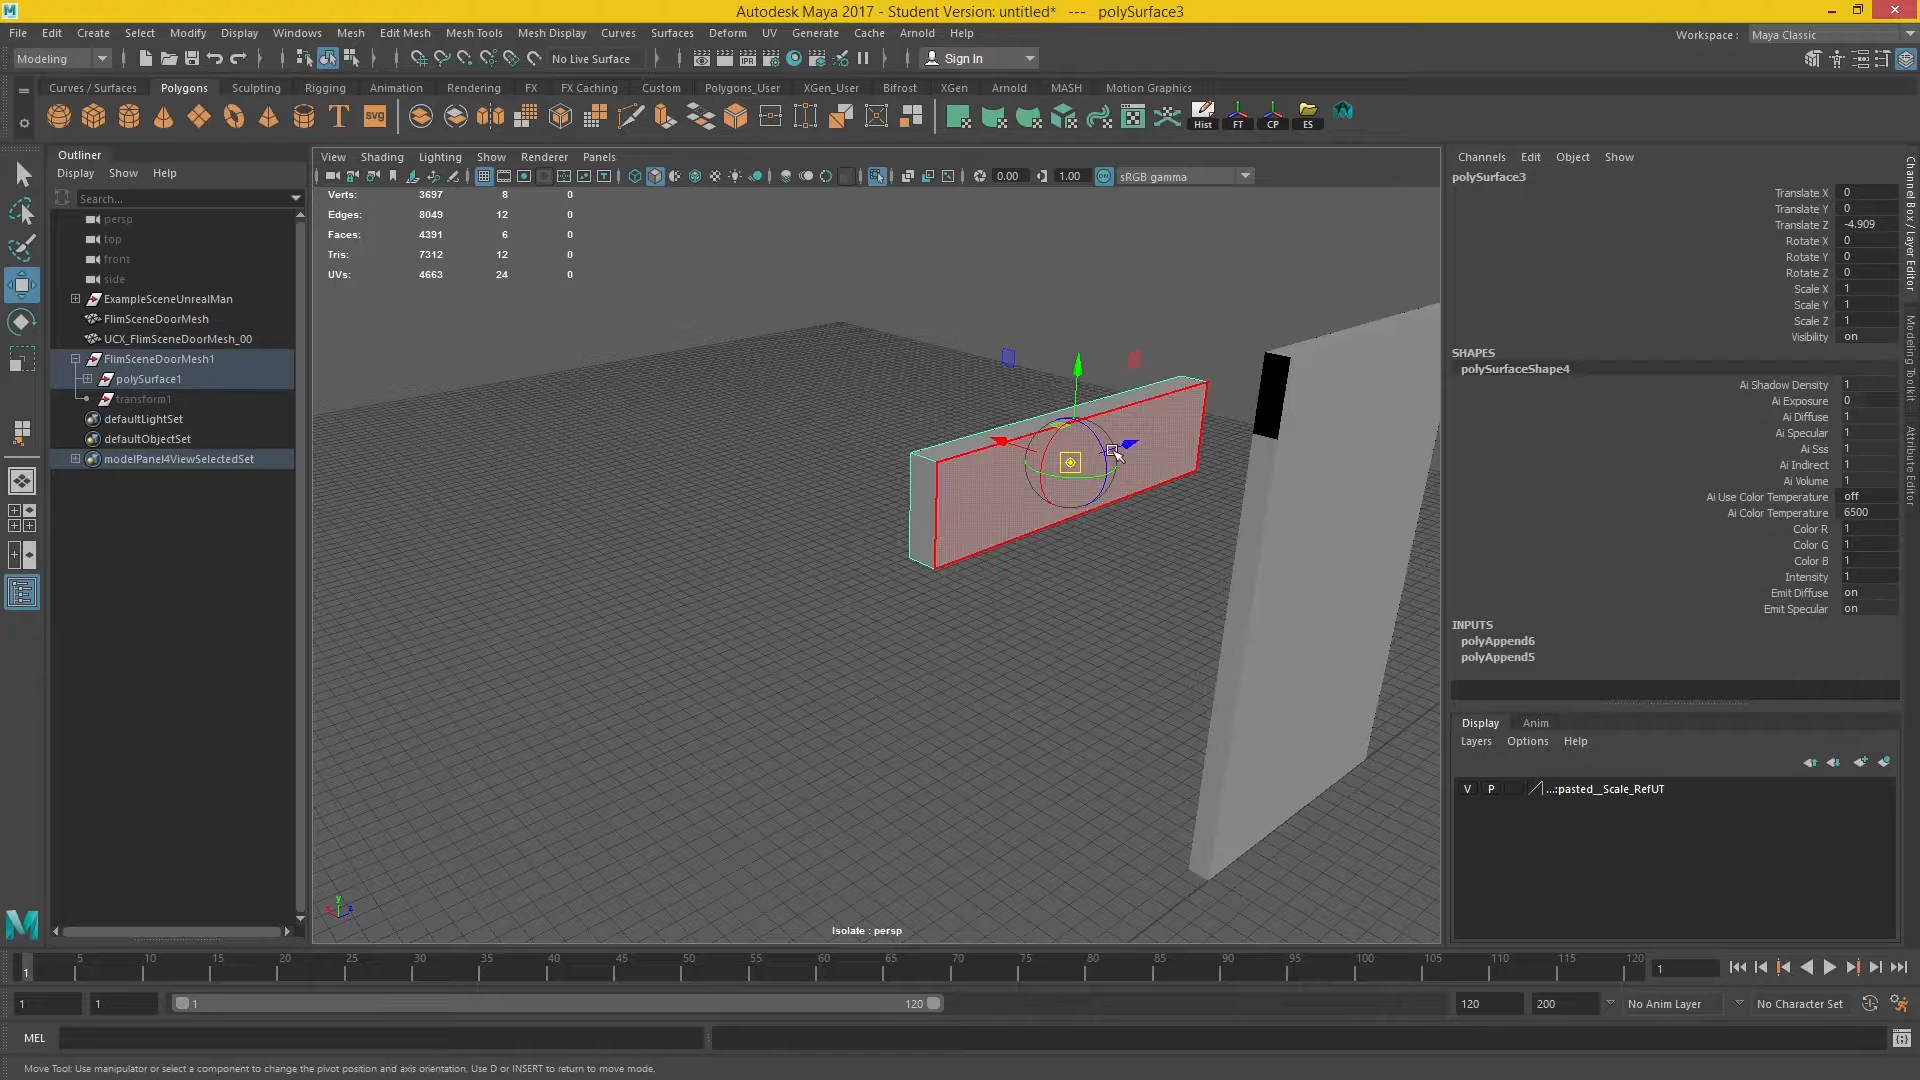 Autodesk Maya 2017 - Student Version: untitled* --- polySurface3
File Edit Create Select Modify Display Windows Mesh Edit Mesh Mesh Tools Mesh Display Curves Surfaces Deform UV Generate Cache Arnold Help
Workspace : Maya Classic
Modeling No Live Surface Sign In
Curves / Surfaces Polygons Sculpting Rigging Animation Rendering FX FX Caching Custom Polygons_User XGen_User Bifrost XGen Arnold MASH Motion Graphics
T SVG IPR Hist FT CP ES
Outliner
Display Show Help
Search...
persp
top
front
side
ExampleSceneUnrealMan
FlimSceneDoorMesh
UCX_FlimSceneDoorMesh_00
FlimSceneDoorMesh1
polySurface1
transform1
defaultLightSet
defaultObjectSet
modelPanel4ViewSelectedSet
View Shading Lighting Show Renderer Panels
0.00 1.00 ON sRGB gamma
Verts: 3697 8 0
Edges: 8049 12 0
Faces: 4391 6 0
Tris: 7312 12 0
UVs: 4663 24 0
Isolate : persp
Channels Edit Object Show
polySurface3
Translate X 0
Translate Y 0
Translate Z -4.909
Rotate X 0
Rotate Y 0
Rotate Z 0
Scale X 1
Scale Y 1
Scale Z 1
Visibility on
SHAPES
polySurfaceShape4
Ai Shadow Density 1
Ai Exposure 0
Ai Diffuse 1
Ai Specular 1
Ai Sss 1
Ai Indirect 1
Ai Volume 1
Ai Use Color Temperature off
Ai Color Temperature 6500
Color R 1
Color G 1
Color B 1
Intensity 1
Emit Diffuse on
Emit Specular on
INPUTS
polyAppend6
polyAppend5
Display Anim
Layers Options Help
V P ...:pasted__Scale_RefUT
Channel Box / Layer Editor
Modeling Toolkit
Attribute Editor
1 5 10 15 20 25 30 35 40 45 50 55 60 65 70 75 80 85 90 95 100 105 110 115 120 1
1 1 1 120 120 200 No Anim Layer No Character Set
MEL
Move Tool: Use manipulator or select a component to change the pivot position and axis orientation. Use D or INSERT to return to move mode.